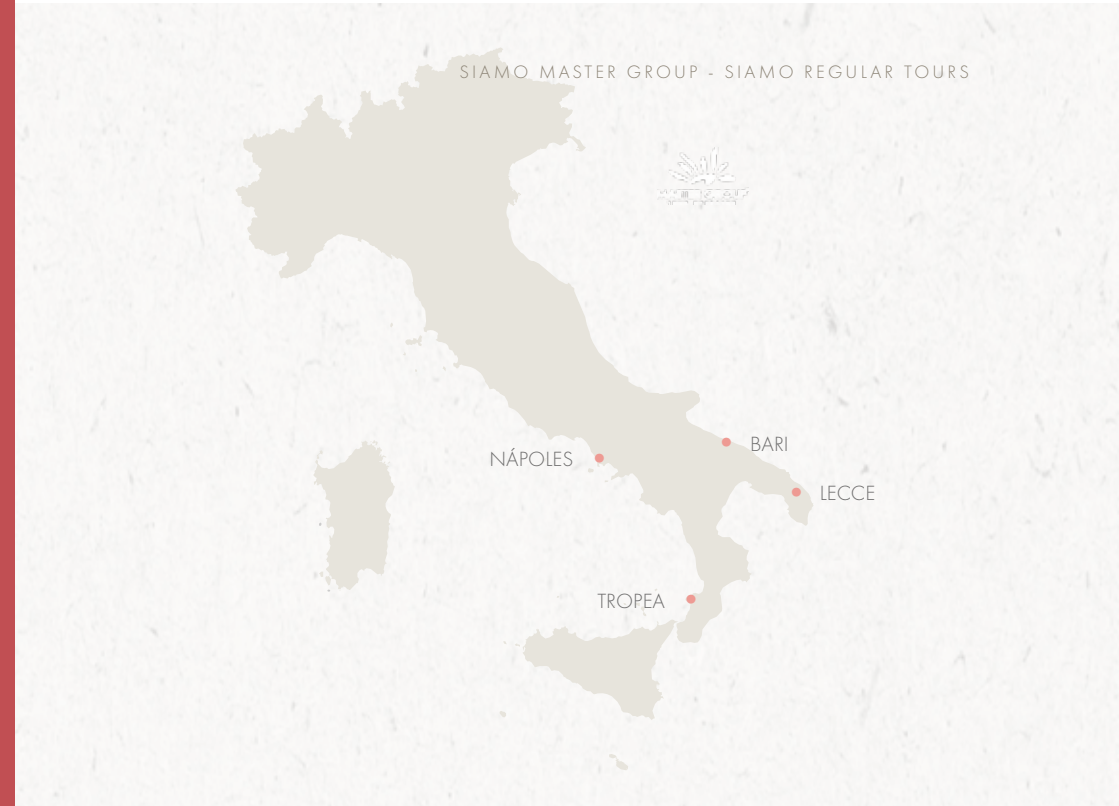 SIAMO MASTER GROUP - SIAMO REGULAR TOURS
BARI
NÁPOLES
LECCE
TROPEA